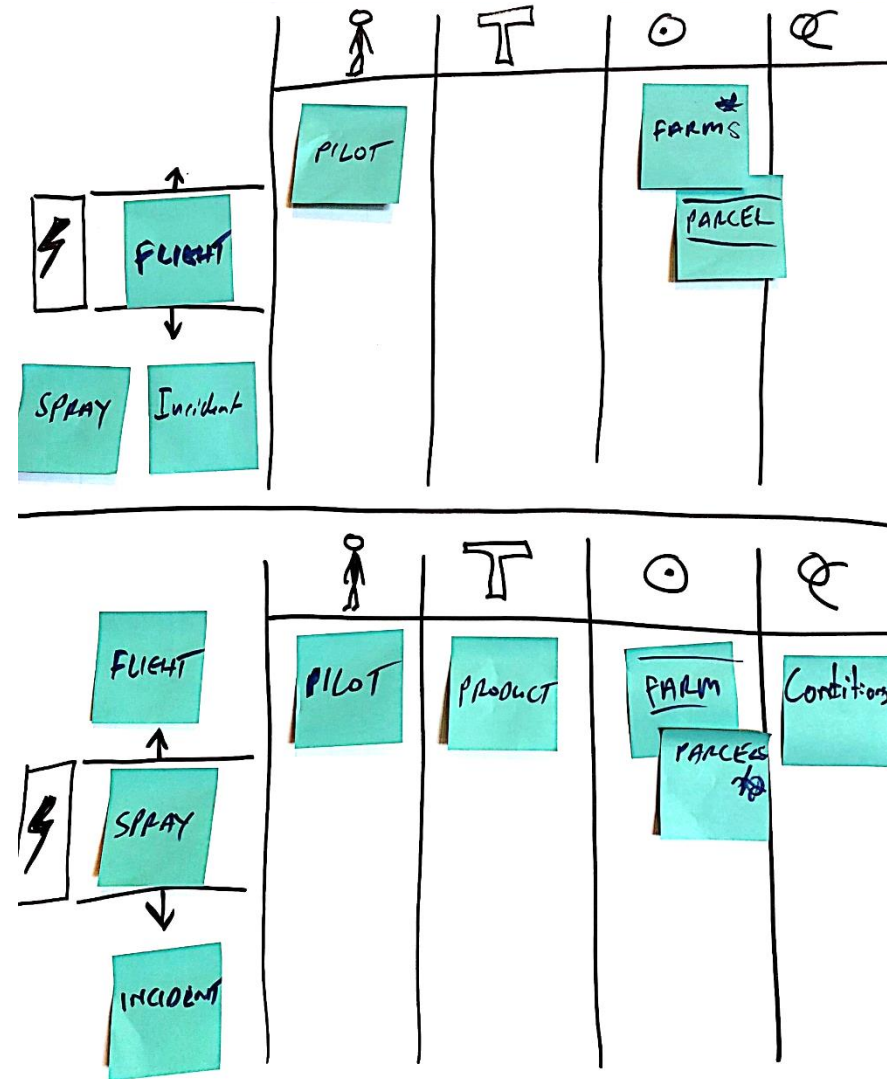 T
PILOT
FARMS
PARCEL
FLIGHT
SPRAY
Incident
T
FLIGHT
PILOT
PRODUCT
FARM
Conditions
PARCELS
SPRAY
INCIDENT